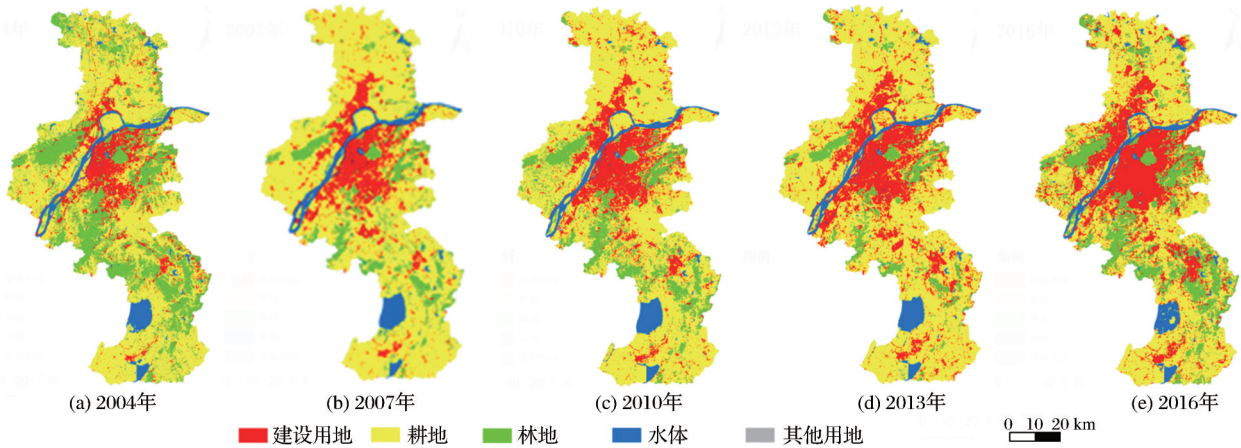 (a) 2004年
(b) 2007年
(c) 2010年
(d) 2013年
(e) 2016年
建设用地 耕地 林地 水体 其他用地
0 10 20 km